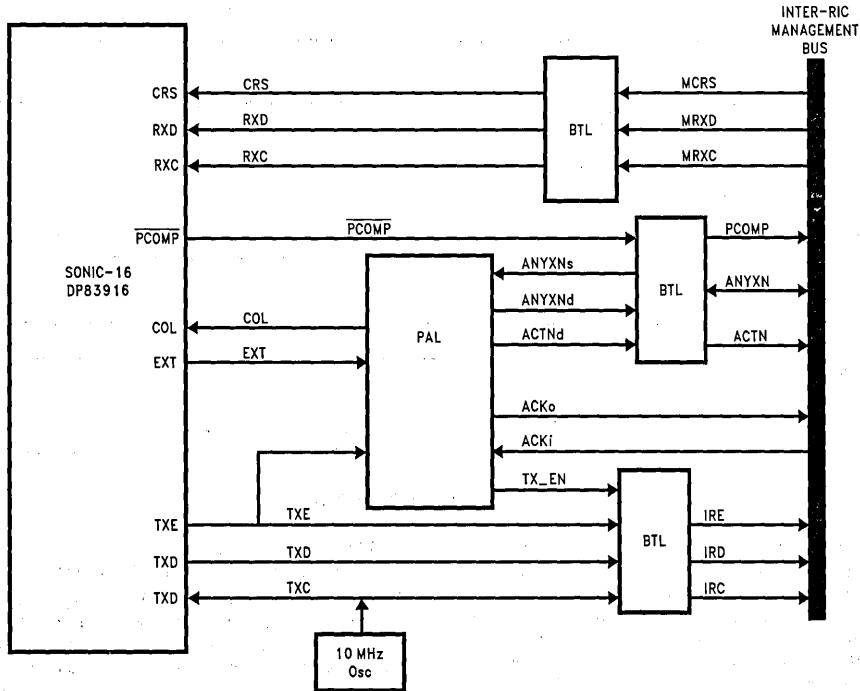 INTER-RIC
MANAGEMENT
BUS
CRS
CRS
MCRS
RXD
RXD
BTL
MRXD
RXC
RXC
MRXC
PCOMP
PCOMP
PCOMP
SONIC-16
DP83916
ANYXNs
ANYXN
BTL
COL
COL
ANYXNd
PAL
EXT
EXT
ACTNd
ACTN
ACKo
ACKi
TX_EN
TXE
TXE
IRE
BTL
TXD
TXD
IRD
TXD
TXC
IRC
10 MHz
Osc